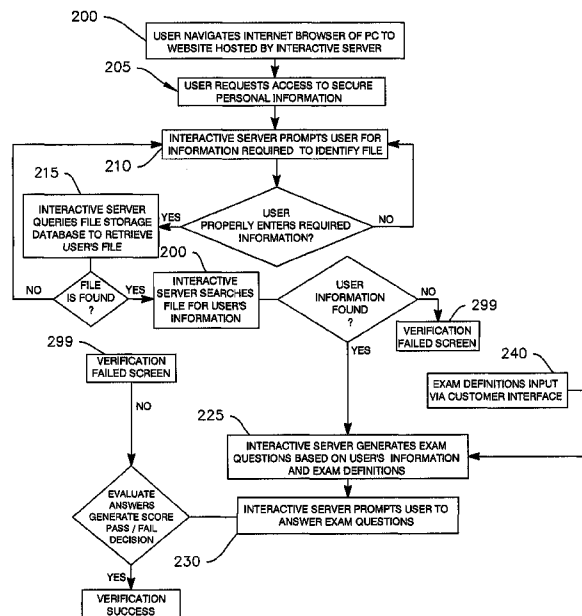 200
USER NAVIGATES INTERNET BROWSER OF PC TO
WEBSITE HOSTED BY INTERACTIVE SERVER
205
USER REQUESTS ACCESS TO SECURE
PERSONAL INFORMATION
INTERACTIVE SERVER PROMPTS USER FOR
INFORMATION REQUIRED TO IDENTIFY FILE
210
215
INTERACTIVE SERVER
QUERIES FILE STORAGE
DATABASE TO RETRIEVE
USER'S FILE
YES
USER
PROPERLY ENTERS REQUIRED
INFORMATION?
NO
200
NO
FILE
IS FOUND
?
YES
INTERACTIVE
SERVER SEARCHES
FILE FOR USER'S
INFORMATION
USER
INFORMATION
FOUND
?
NO
299
VERIFICATION
FAILED SCREEN
YES
299
VERIFICATION
FAILED SCREEN
NO
240
EXAM DEFINITIONS INPUT
VIA CUSTOMER INTERFACE
225
INTERACTIVE SERVER GENERATES EXAM
QUESTIONS BASED ON USER'S INFORMATION
AND EXAM DEFINITIONS
EVALUATE
ANSWERS
GENERATE SCORE
PASS / FAIL
DECISION
INTERACTIVE SERVER PROMPTS USER TO
ANSWER EXAM QUESTIONS
230
YES
VERIFICATION
SUCCESS